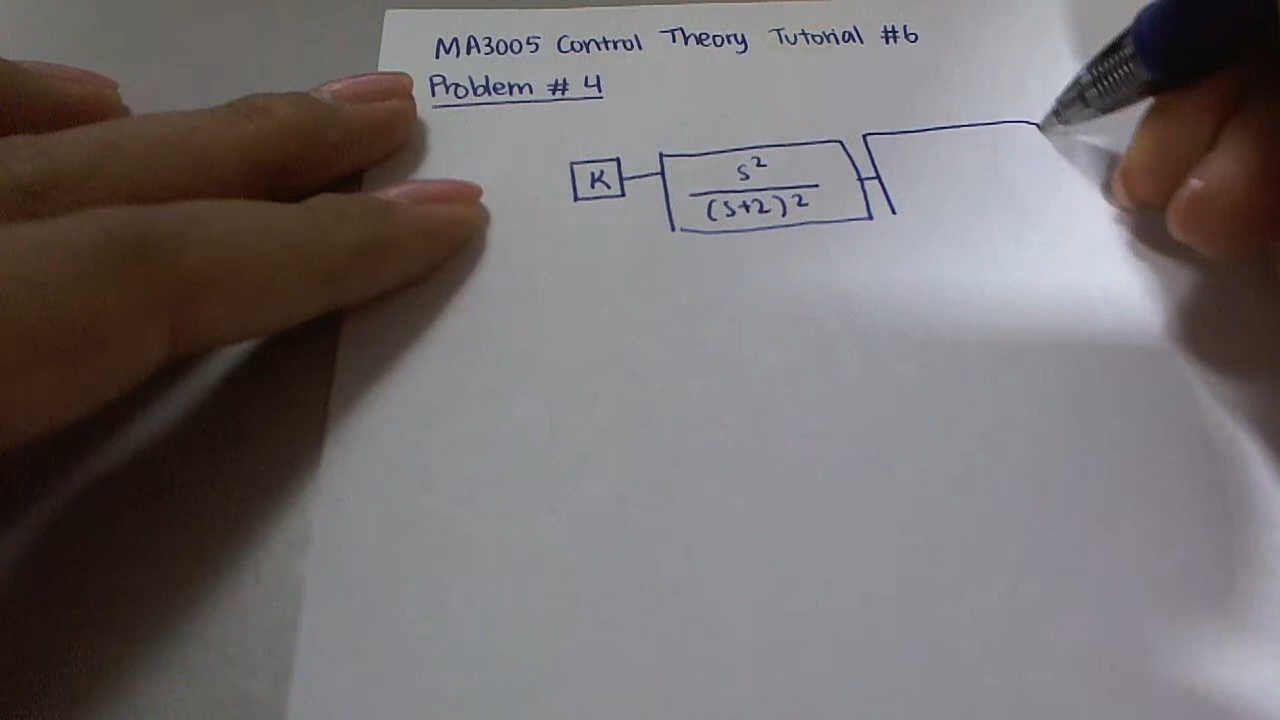 MA3005 Control Theory Tutorial #6
Problem # 4
K
s²
(s+2)²